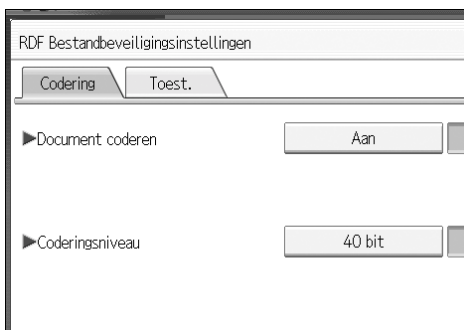 RDF Bestandbeveiligingsinstellingen
Codering Toest.
▶Document coderen Aan
▶Coderingsniveau 40 bit